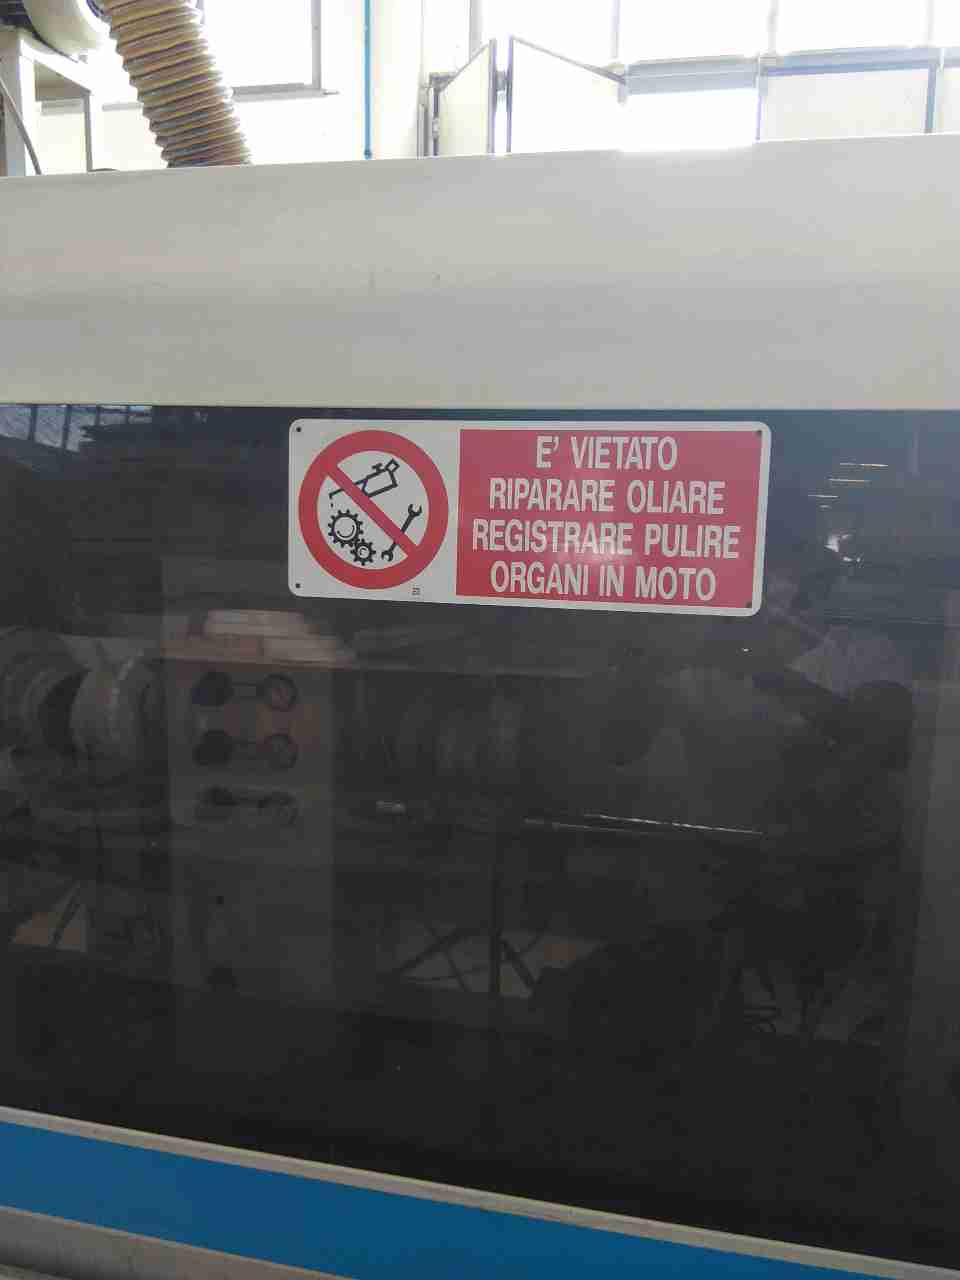 E' VIETATO
RIPARARE OLIARE
REGISTRARE PULIRE
ORGANI IN MOTO